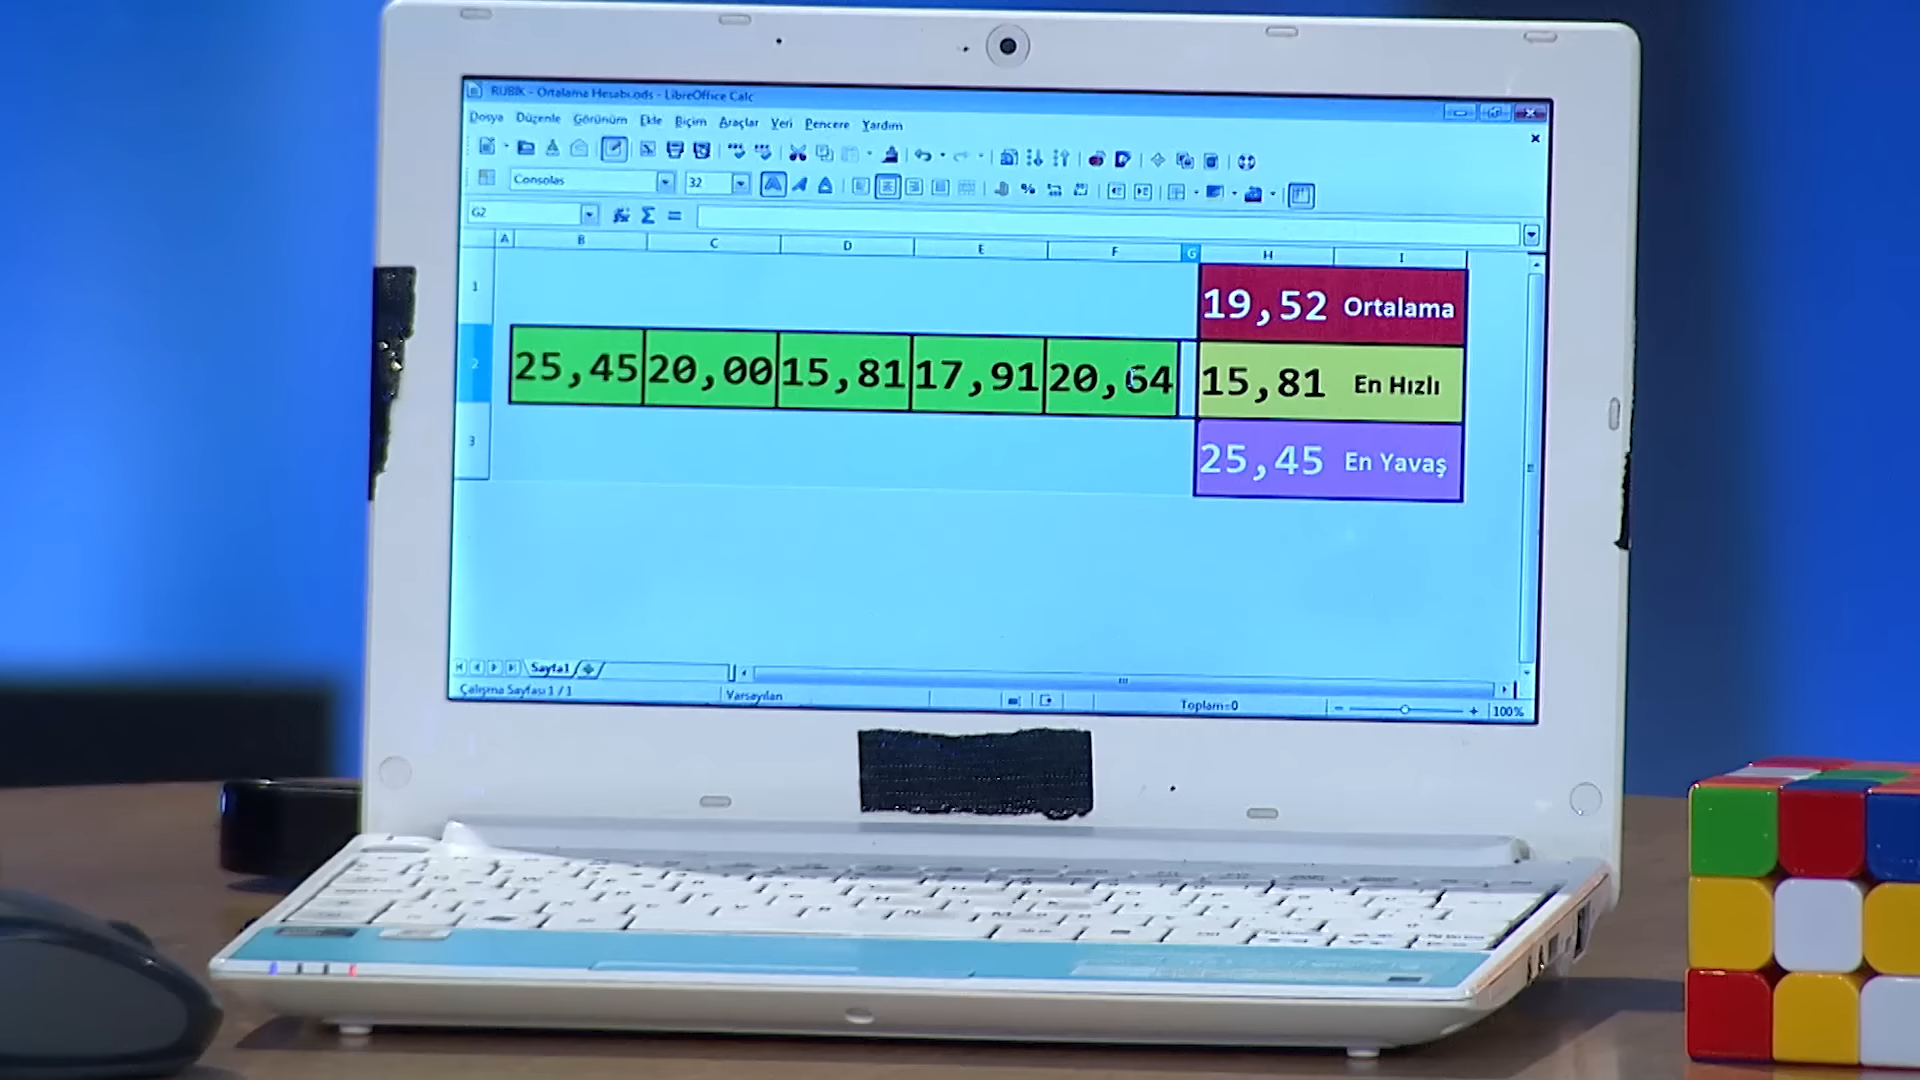 RUBİK - Ortalama Hesabı.ods - LibreOffice Calc
Dosya Düzenle Görünüm Ekle Biçim Araçlar Veri Pencere Yardım
Consolas 32
G2
A B C D E F G H I
1 19,52 Ortalama
2 25,45 20,00 15,81 17,91 20,64 15,81 En Hızlı
3 25,45 En Yavaş
Sayfa1
Çalışma Sayfası 1 / 1 Varsayılan Toplam=0 100%